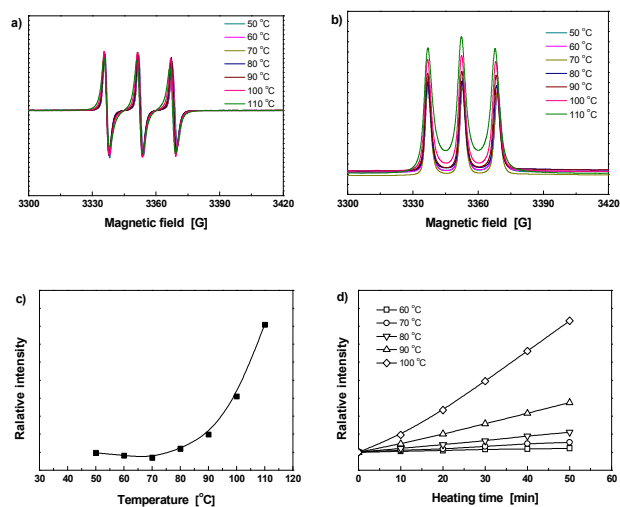 a)
50 °C
60 °C
70 °C
80 °C
90 °C
100 °C
110 °C
3300 3330 3360 3390 3420
Magnetic field [G]
b)
50 °C
60 °C
70 °C
80 °C
90 °C
100 °C
110 °C
3300 3330 3360 3390 3420
Magnetic field [G]
c)
Ralative intensity
30 40 50 60 70 80 90 100 110 120
Temperature [°C]
d)
60 °C
70 °C
80 °C
90 °C
100 °C
Ralative intensity
0 10 20 30 40 50 60
Heating time [min]